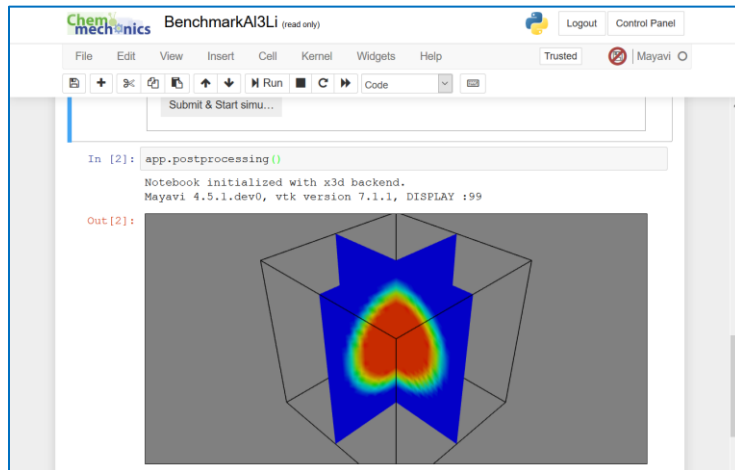 Chemmech⚙nics BenchmarkAl3Li (read only) Logout Control Panel
File Edit View Insert Cell Kernel Widgets Help Trusted Mayavi
Run Code
Submit & Start simu...
In [2]: app.postprocessing()
Notebook initialized with x3d backend.
Mayavi 4.5.1.dev0, vtk version 7.1.1, DISPLAY :99
Out[2]: